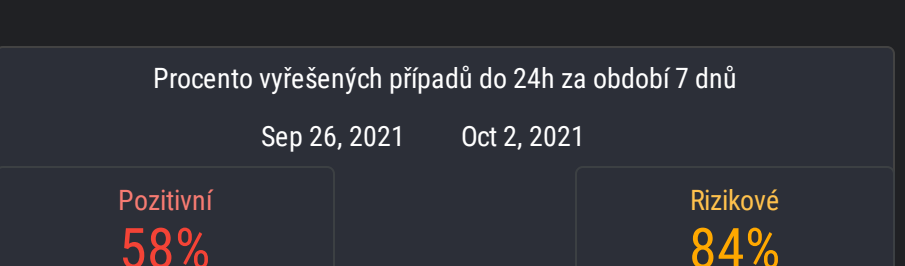 Procento vyřešených případů do 24h za období 7 dnů
Sep 26, 2021 Oct 2, 2021
Pozitivní Rizikové
58% 84%